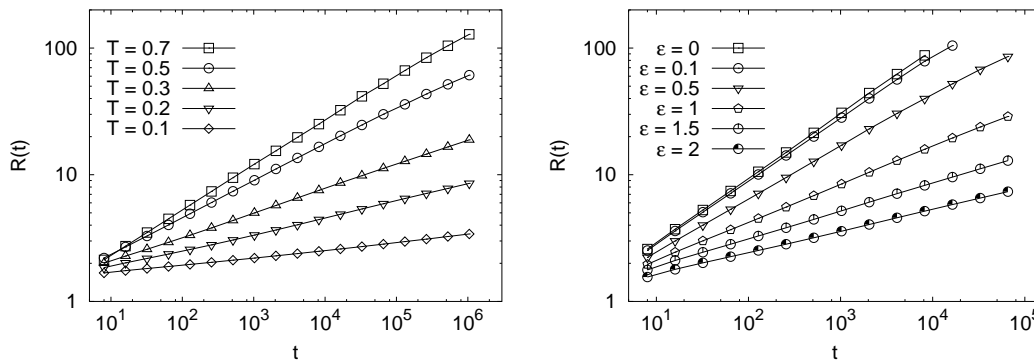 100
10
1
10^1
10^2
10^3
10^4
10^5
10^6
R(t)
t
T = 0.7
T = 0.5
T = 0.3
T = 0.2
T = 0.1
100
10
1
10^1
10^2
10^3
10^4
10^5
R(t)
t
ε = 0
ε = 0.1
ε = 0.5
ε = 1
ε = 1.5
ε = 2